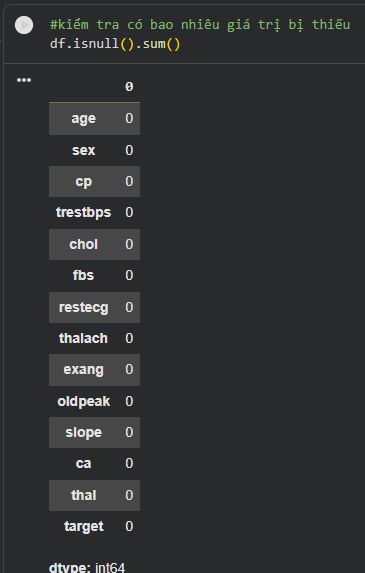 #kiểm tra có bao nhiêu giá trị bị thiếu
df.isnull().sum()
0
age 0
sex 0
cp 0
trestbps 0
chol 0
fbs 0
restecg 0
thalach 0
exang 0
oldpeak 0
slope 0
ca 0
thal 0
target 0
dtype: int64